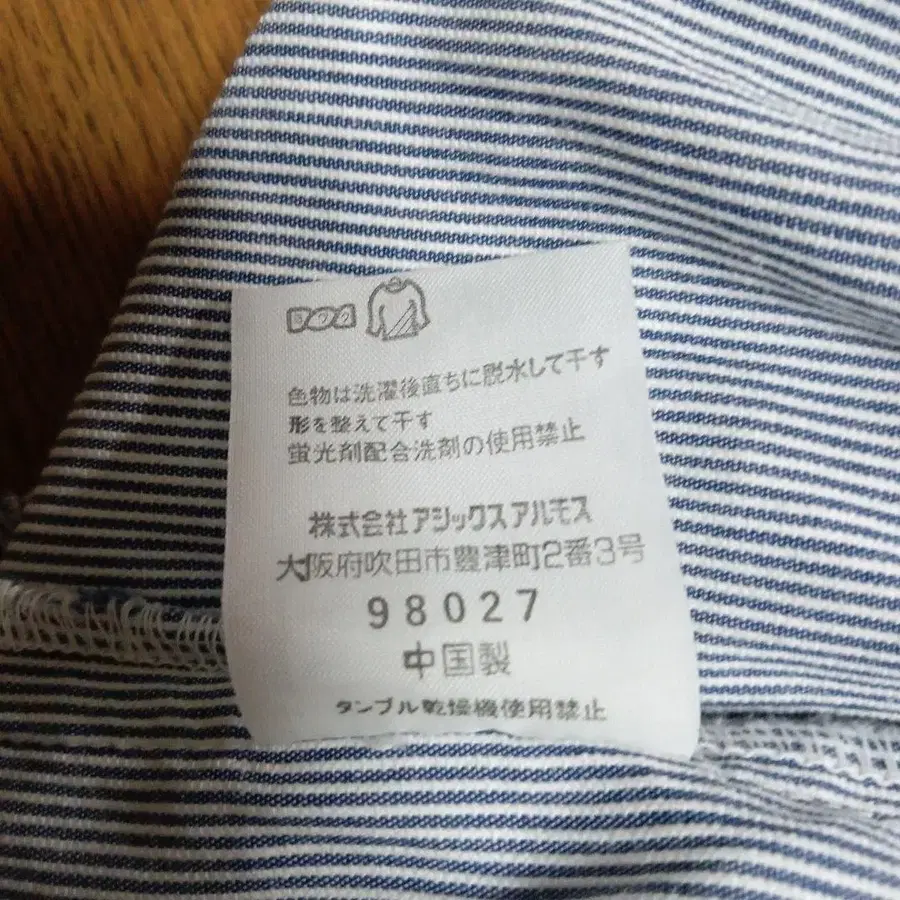 色物は洗濯後直ちに脱水して干す
形を整えて干す
蛍光剤配合洗剤の使用禁止
株式会社アシックスアルモス
大阪府吹田市豊津町2番3号
98027
中国製
タンブル乾燥機使用禁止